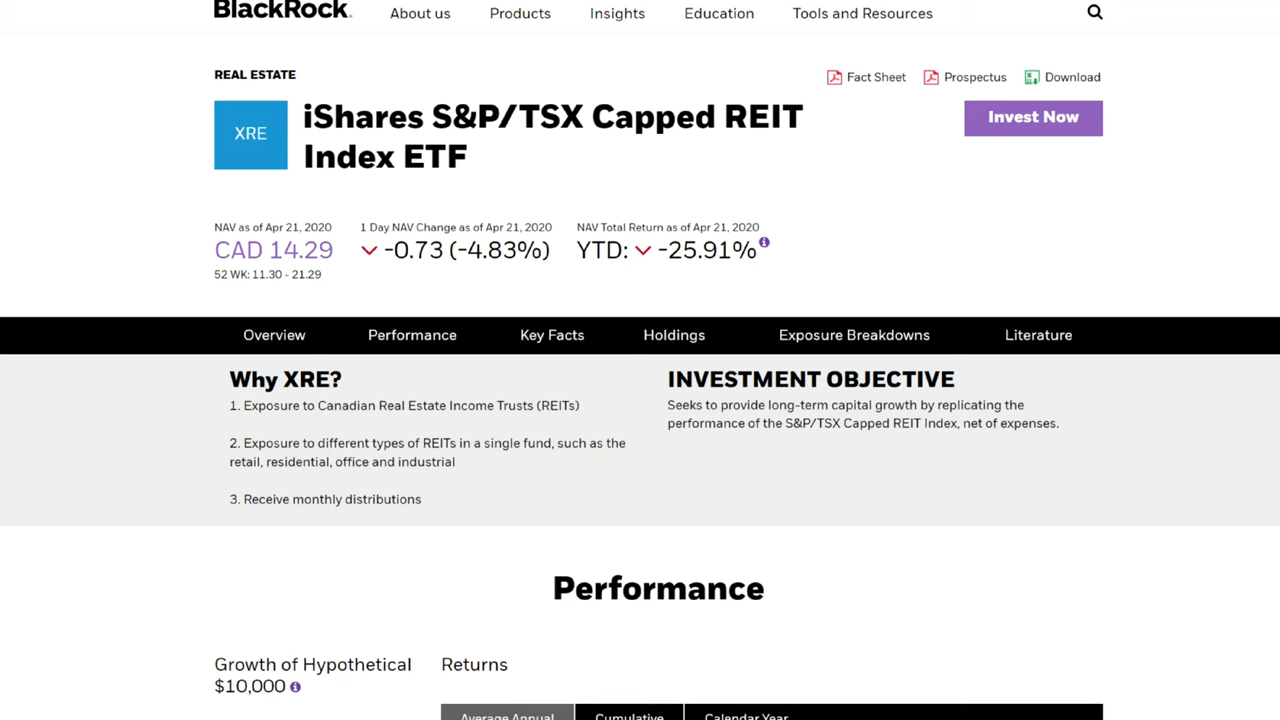 BlackRock.
About us Products Insights Education Tools and Resources
REAL ESTATE
Fact Sheet Prospectus Download
XRE
iShares S&P/TSX Capped REIT
Index ETF
Invest Now
NAV as of Apr 21, 2020
CAD 14.29
52 WK: 11.30 - 21.29
1 Day NAV Change as of Apr 21, 2020
-0.73 (-4.83%)
NAV Total Return as of Apr 21, 2020
YTD: -25.91%
Overview Performance Key Facts Holdings Exposure Breakdowns Literature
Why XRE?
1. Exposure to Canadian Real Estate Income Trusts (REITs)
2. Exposure to different types of REITs in a single fund, such as the
retail, residential, office and industrial
3. Receive monthly distributions
INVESTMENT OBJECTIVE
Seeks to provide long-term capital growth by replicating the
performance of the S&P/TSX Capped REIT Index, net of expenses.
Performance
Growth of Hypothetical
$10,000
Returns
Average Annual Cumulative Calendar Year